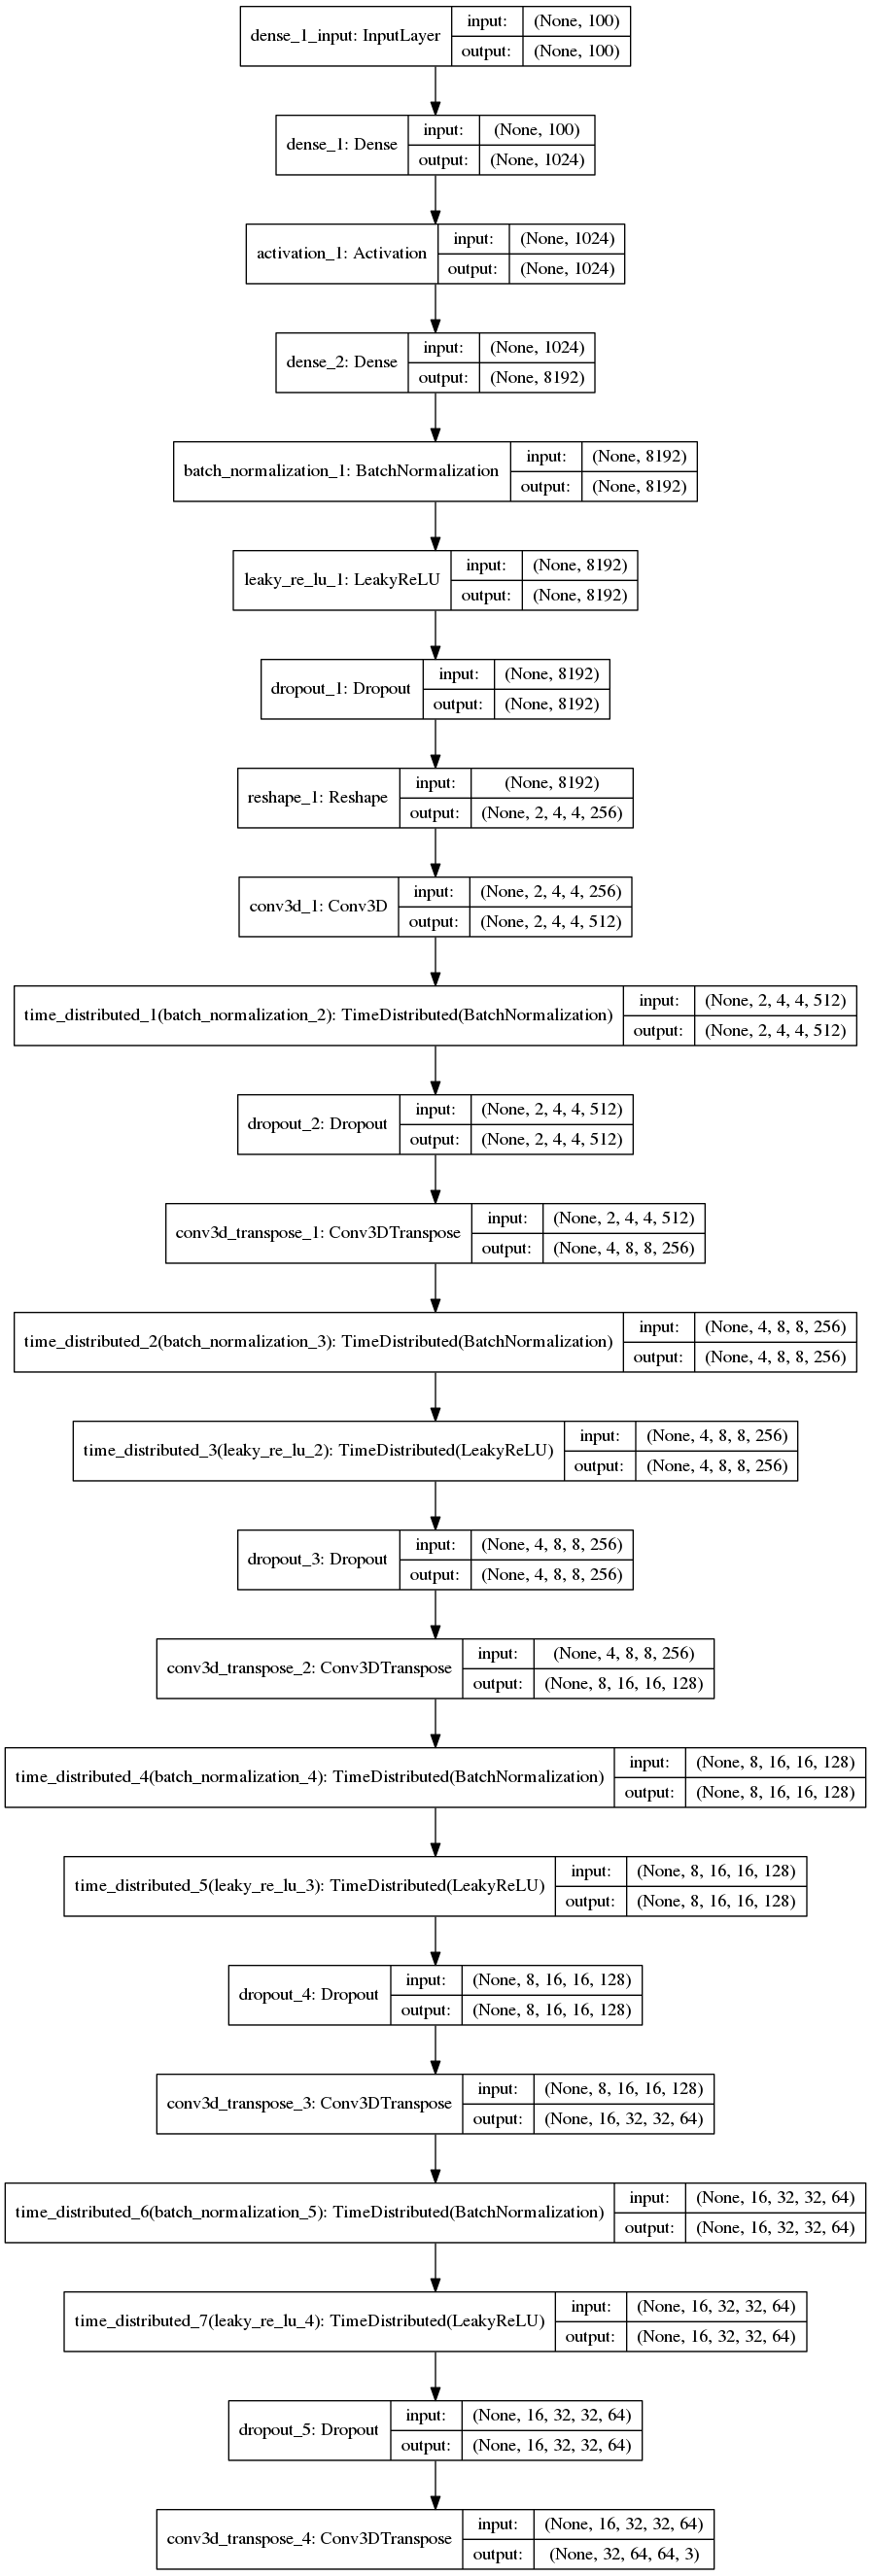 dense_1_input: InputLayer
input: (None, 100)
output: (None, 100)
dense_1: Dense
input: (None, 100)
output: (None, 1024)
activation_1: Activation
input: (None, 1024)
output: (None, 1024)
dense_2: Dense
input: (None, 1024)
output: (None, 8192)
batch_normalization_1: BatchNormalization
input: (None, 8192)
output: (None, 8192)
leaky_re_lu_1: LeakyReLU
input: (None, 8192)
output: (None, 8192)
dropout_1: Dropout
input: (None, 8192)
output: (None, 8192)
reshape_1: Reshape
input: (None, 8192)
output: (None, 2, 4, 4, 256)
conv3d_1: Conv3D
input: (None, 2, 4, 4, 256)
output: (None, 2, 4, 4, 512)
time_distributed_1(batch_normalization_2): TimeDistributed(BatchNormalization)
input: (None, 2, 4, 4, 512)
output: (None, 2, 4, 4, 512)
dropout_2: Dropout
input: (None, 2, 4, 4, 512)
output: (None, 2, 4, 4, 512)
conv3d_transpose_1: Conv3DTranspose
input: (None, 2, 4, 4, 512)
output: (None, 4, 8, 8, 256)
time_distributed_2(batch_normalization_3): TimeDistributed(BatchNormalization)
input: (None, 4, 8, 8, 256)
output: (None, 4, 8, 8, 256)
time_distributed_3(leaky_re_lu_2): TimeDistributed(LeakyReLU)
input: (None, 4, 8, 8, 256)
output: (None, 4, 8, 8, 256)
dropout_3: Dropout
input: (None, 4, 8, 8, 256)
output: (None, 4, 8, 8, 256)
conv3d_transpose_2: Conv3DTranspose
input: (None, 4, 8, 8, 256)
output: (None, 8, 16, 16, 128)
time_distributed_4(batch_normalization_4): TimeDistributed(BatchNormalization)
input: (None, 8, 16, 16, 128)
output: (None, 8, 16, 16, 128)
time_distributed_5(leaky_re_lu_3): TimeDistributed(LeakyReLU)
input: (None, 8, 16, 16, 128)
output: (None, 8, 16, 16, 128)
dropout_4: Dropout
input: (None, 8, 16, 16, 128)
output: (None, 8, 16, 16, 128)
conv3d_transpose_3: Conv3DTranspose
input: (None, 8, 16, 16, 128)
output: (None, 16, 32, 32, 64)
time_distributed_6(batch_normalization_5): TimeDistributed(BatchNormalization)
input: (None, 16, 32, 32, 64)
output: (None, 16, 32, 32, 64)
time_distributed_7(leaky_re_lu_4): TimeDistributed(LeakyReLU)
input: (None, 16, 32, 32, 64)
output: (None, 16, 32, 32, 64)
dropout_5: Dropout
input: (None, 16, 32, 32, 64)
output: (None, 16, 32, 32, 64)
conv3d_transpose_4: Conv3DTranspose
input: (None, 16, 32, 32, 64)
output: (None, 32, 64, 64, 3)